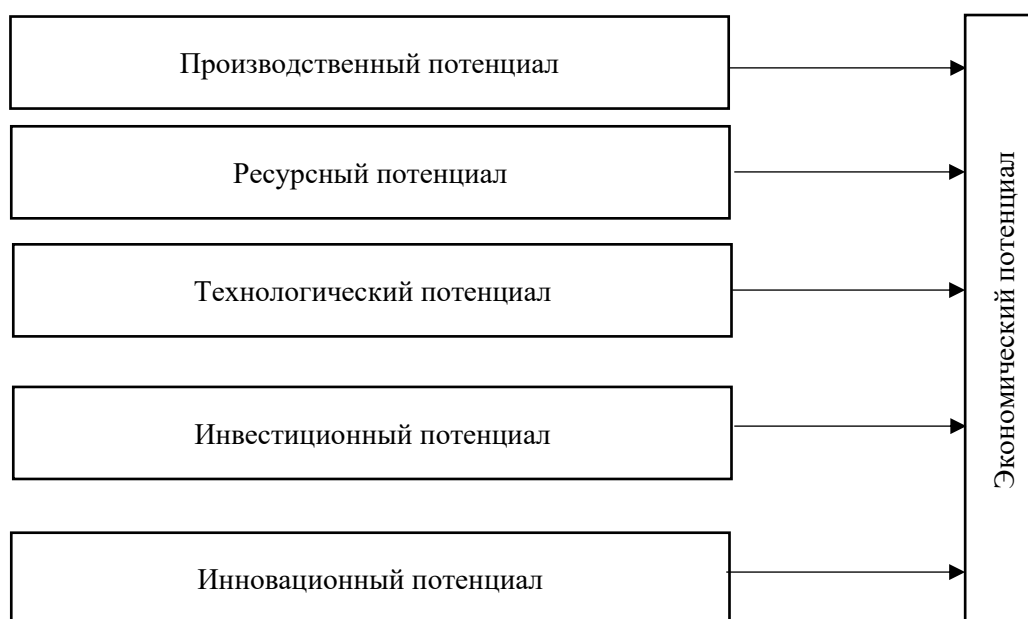 Производственный потенциал
Ресурсный потенциал
Технологический потенциал
Инвестиционный потенциал
Инновационный потенциал
Экономический потенциал